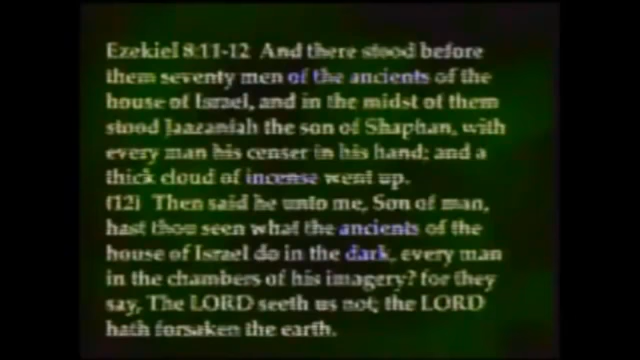 Ezekiel 8:11-12 And there stood before
them seventy men of the ancients of the
house of Israel, and in the midst of them
stood Jaazaniah the son of Shaphan, with
every man his censer in his hand; and a
thick cloud of incense went up.
(12) Then said he unto me, Son of man,
hast thou seen what the ancients of the
house of Israel do in the dark, every man
in the chambers of his imagery? for they
say, The LORD seeth us not; the LORD
hath forsaken the earth.